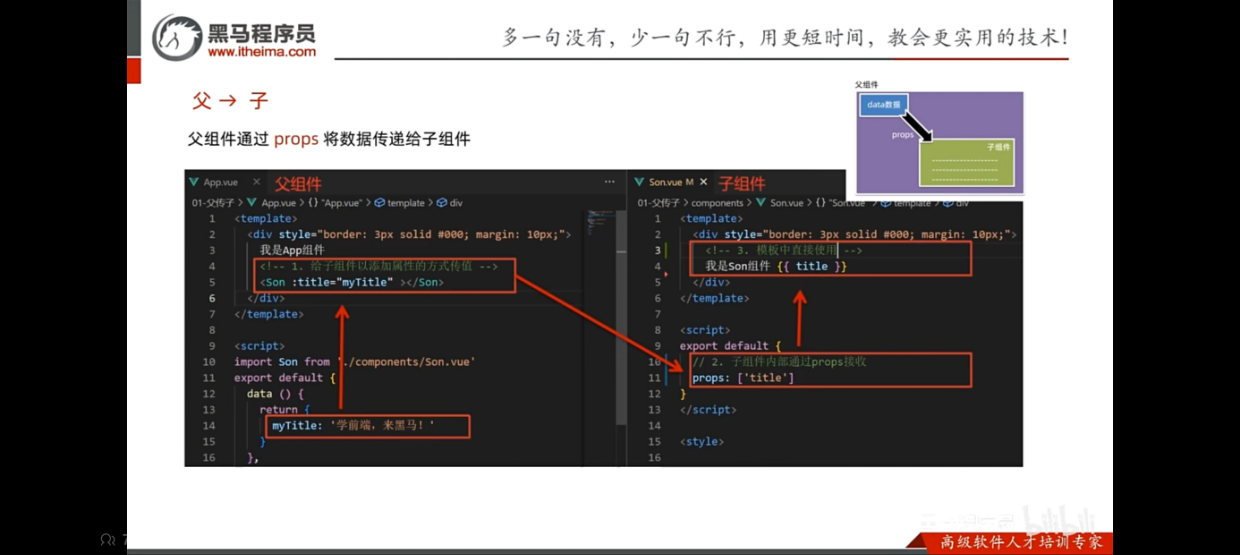 黑马程序员
www.itheima.com
多一句没有，少一句不行，用更短时间，教会更实用的技术！
父 → 子
父组件通过 props 将数据传递给子组件
父组件
data数据
props
子组件
App.vue × 父组件 ···
01-父传子 > App.vue > {} "App.vue" > template > div
1 <template>
2 <div style="border: 3px solid #000; margin: 10px;">
3 我是App组件
4 <!-- 1. 给子组件以添加属性的方式传值 -->
5 <Son :title="myTitle" ></Son>
6 </div>
7 </template>
8
9 <script>
10 import Son from './components/Son.vue'
11 export default {
12 data () {
13 return {
14 myTitle: '学前端，来黑马！'
15 }
16 },
Son.vue M × 子组件
01-父传子 > components > Son.vue > {} "Son.vue" > template > div
1 <template>
2 <div style="border: 3px solid #000; margin: 10px;">
3 <!-- 3. 模板中直接使用 -->
4 我是Son组件 {{ title }}
5 </div>
6 </template>
7
8 <script>
9 export default {
10 // 2. 子组件内部通过props接收
11 props: ['title']
12 }
13 </script>
14
15 <style>
16
bilibili
高级软件人才培训专家